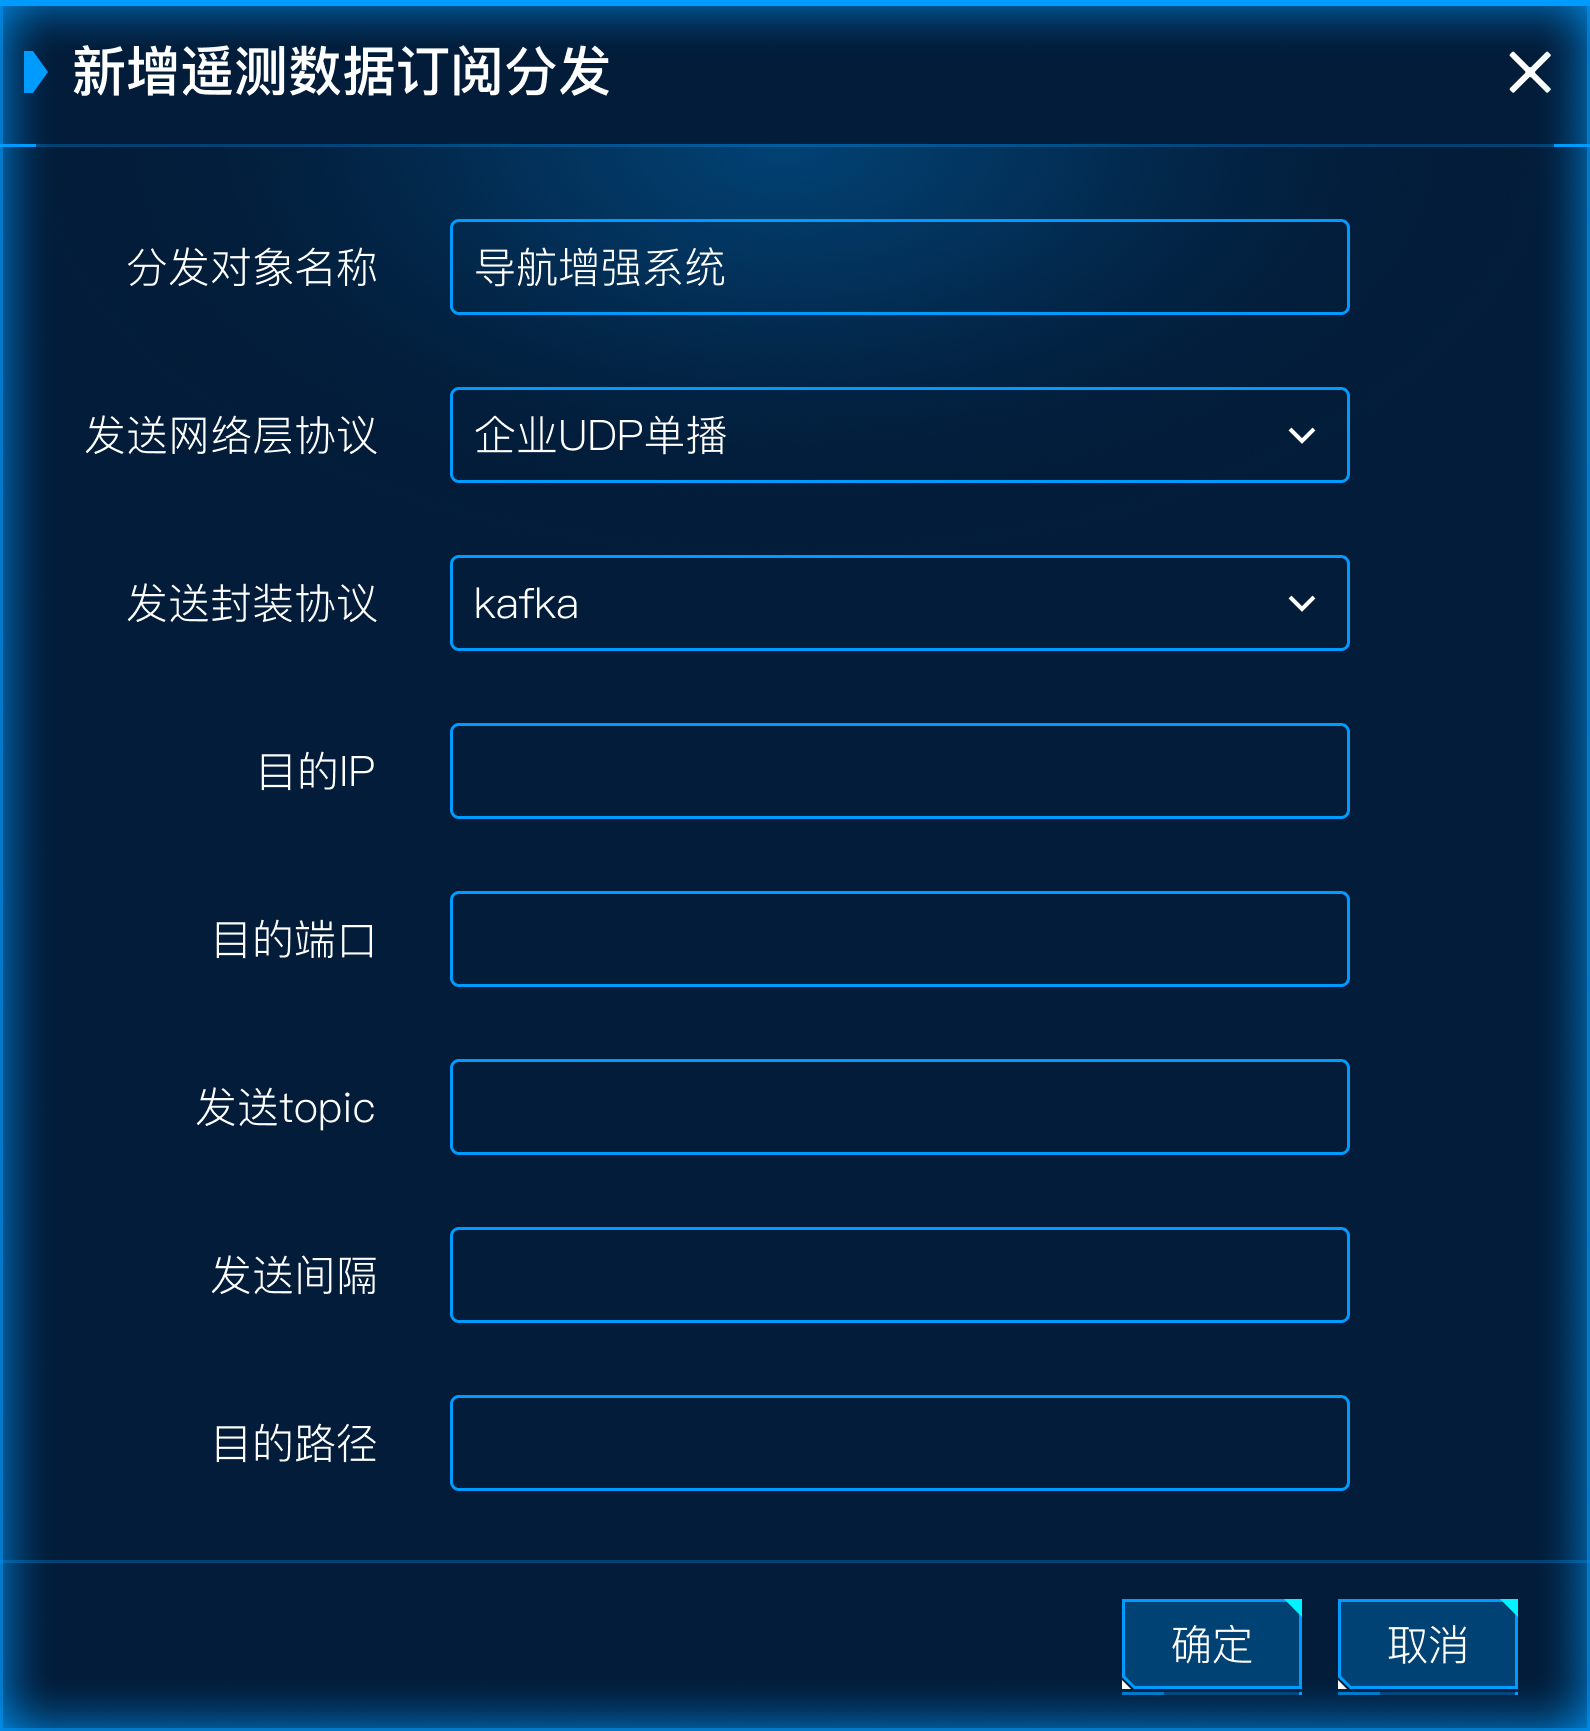 新增遥测数据订阅分发
分发对象名称 导航增强系统
发送网络层协议 企业UDP单播
发送封装协议 kafka
目的IP
目的端口
发送topic
发送间隔
目的路径
确定 取消